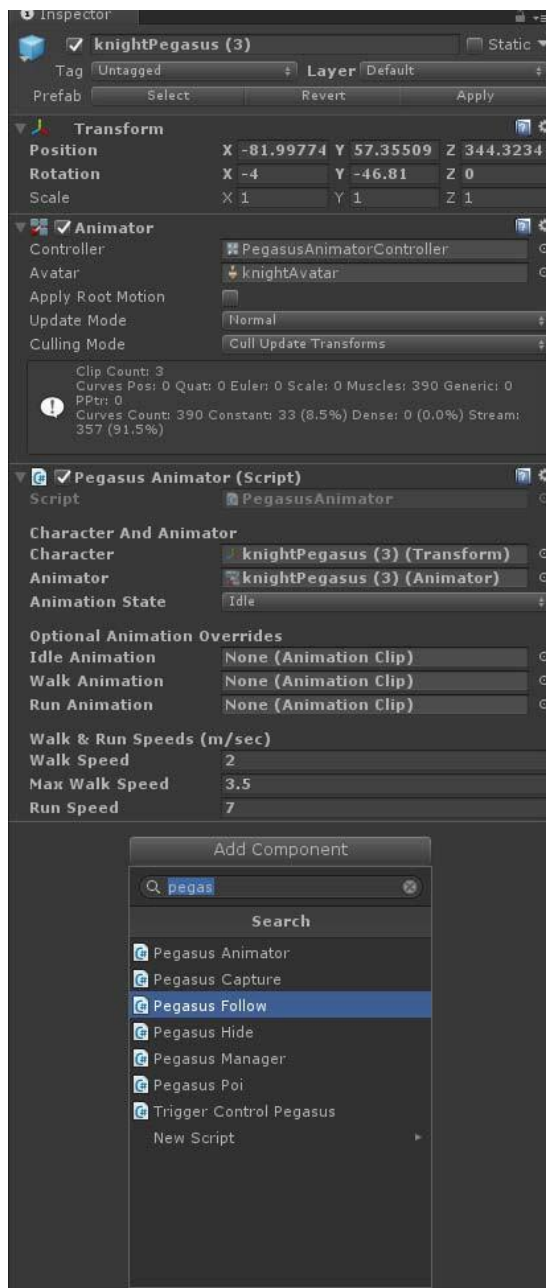 Inspector
knightPegasus (3) Static
Tag Untagged Layer Default
Prefab Select Revert Apply
Transform
Position X -81.99774 Y 57.35509 Z 344.3234
Rotation X -4 Y -46.81 Z 0
Scale X 1 Y 1 Z 1
Animator
Controller PegasusAnimatorController
Avatar knightAvatar
Apply Root Motion
Update Mode Normal
Culling Mode Cull Update Transforms
Clip Count: 3
Curves Pos: 0 Quat: 0 Euler: 0 Scale: 0 Muscles: 390 Generic: 0
PPtr: 0
Curves Count: 390 Constant: 33 (8.5%) Dense: 0 (0.0%) Stream:
357 (91.5%)
Pegasus Animator (Script)
Script PegasusAnimator
Character And Animator
Character knightPegasus (3) (Transform)
Animator knightPegasus (3) (Animator)
Animation State Idle
Optional Animation Overrides
Idle Animation None (Animation Clip)
Walk Animation None (Animation Clip)
Run Animation None (Animation Clip)
Walk & Run Speeds (m/sec)
Walk Speed 2
Max Walk Speed 3.5
Run Speed 7
Add Component
pegas
Search
Pegasus Animator
Pegasus Capture
Pegasus Follow
Pegasus Hide
Pegasus Manager
Pegasus Poi
Trigger Control Pegasus
New Script